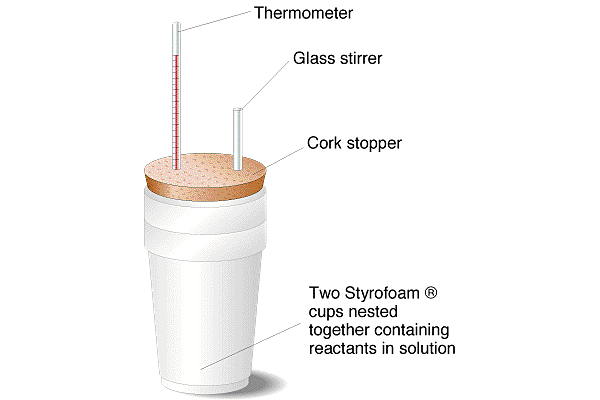 Thermometer
Glass stirrer
Cork stopper
Two Styrofoam ®
cups nested
together containing
reactants in solution